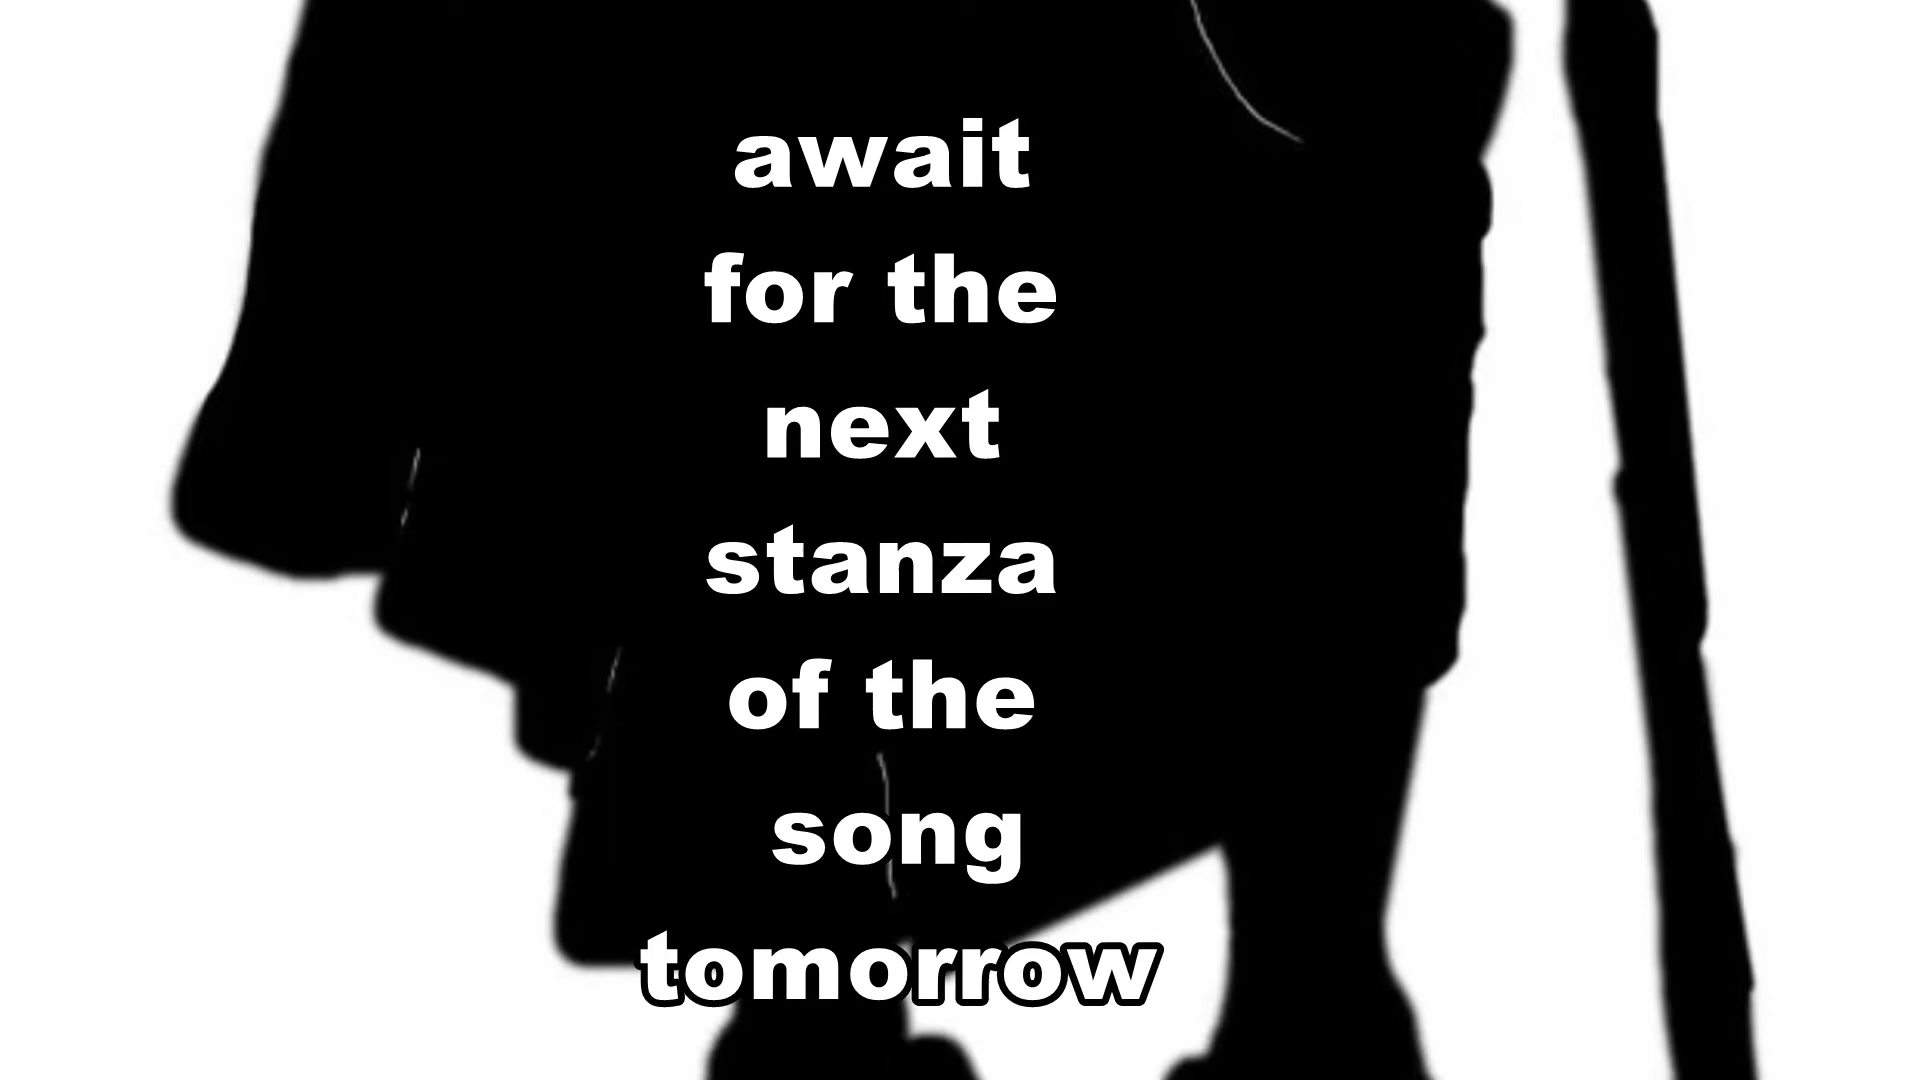 await
for the
next
stanza
of the
song
tomorrow